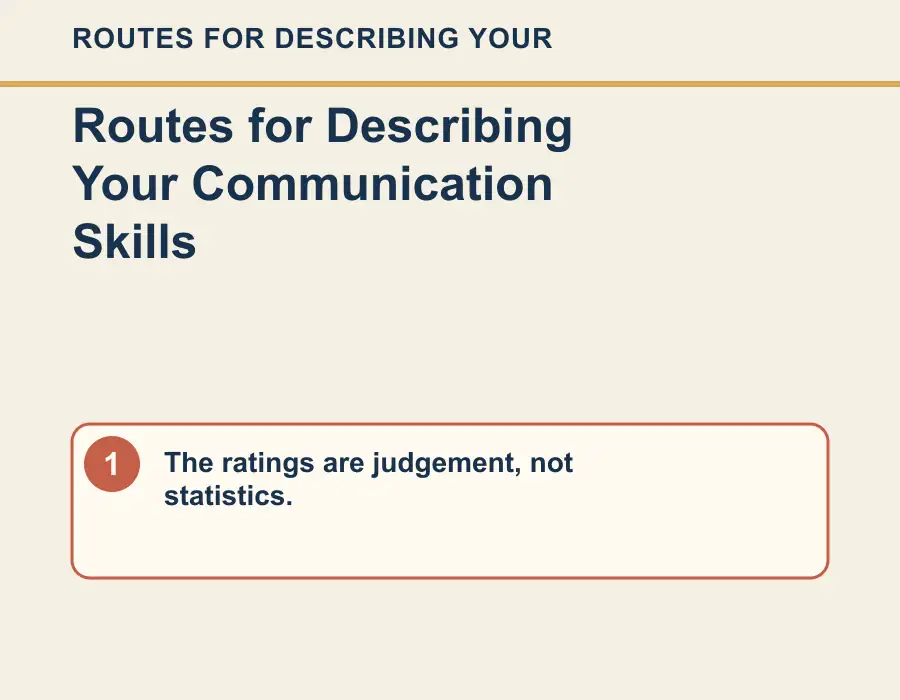 ROUTES FOR DESCRIBING YOUR
Routes for Describing
Your Communication
Skills
1
The ratings are judgement, not
statistics.